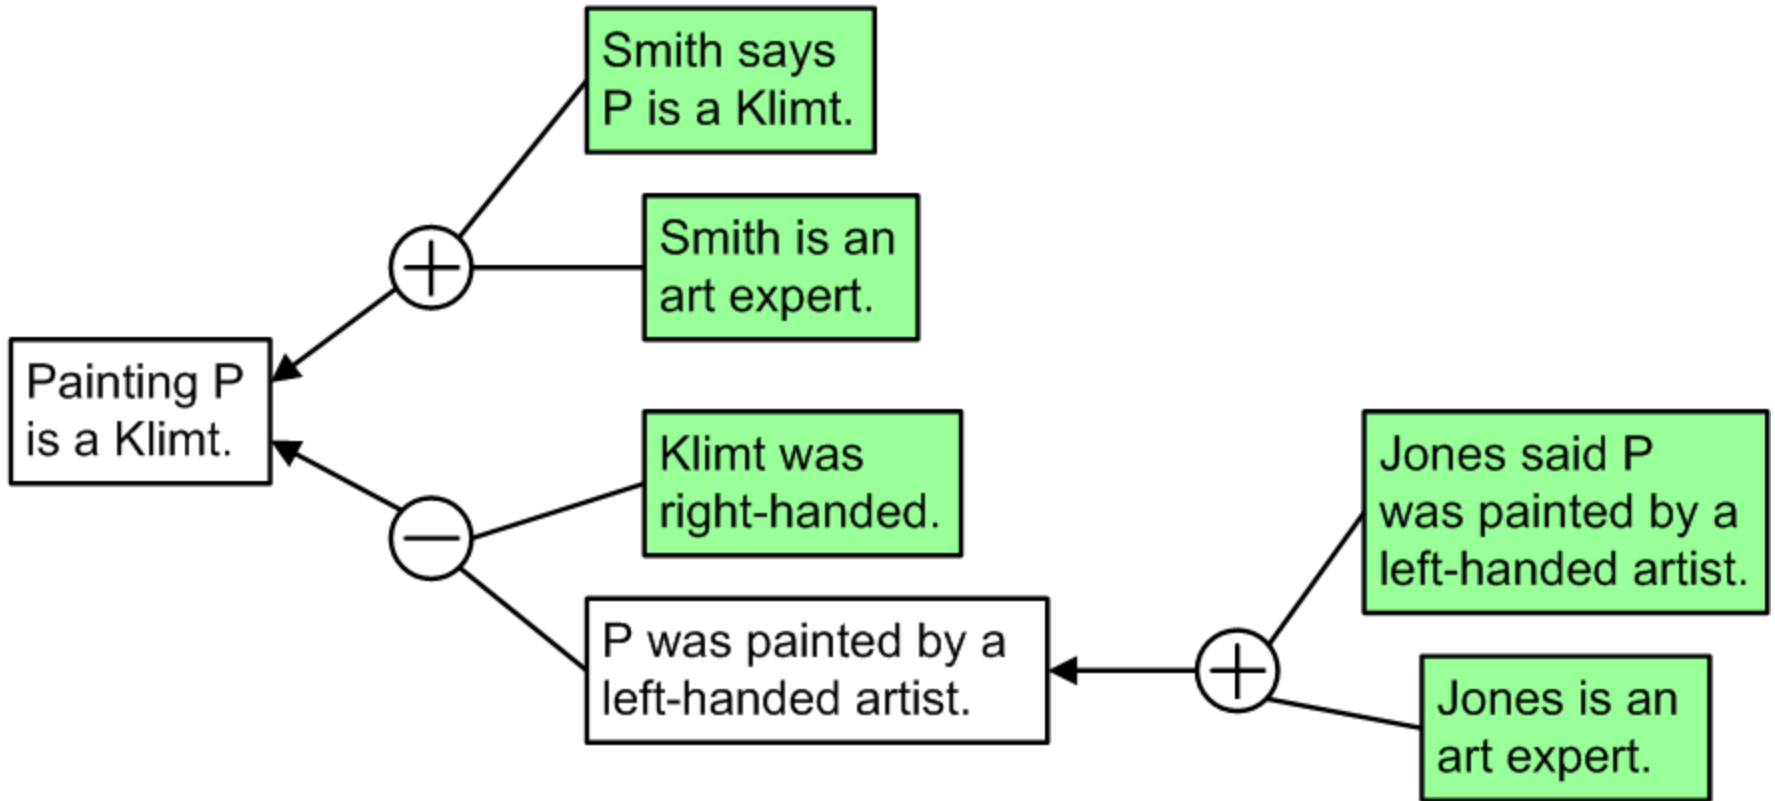 Smith says
P is a Klimt.
Smith is an
art expert.
Painting P
is a Klimt.
Klimt was
right-handed.
P was painted by a
left-handed artist.
Jones said P
was painted by a
left-handed artist.
Jones is an
art expert.